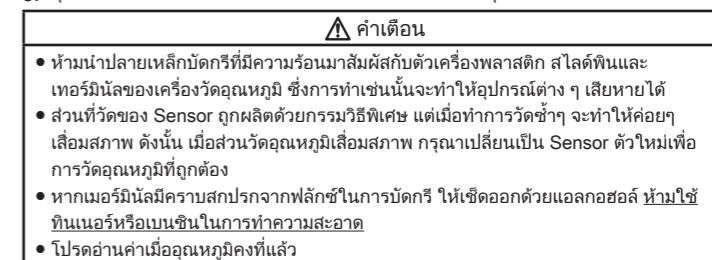 ⚠ คำเตือน
● ห้ามนำปลายเหล็กบัดกรีที่มีความร้อนมาสัมผัสกับตัวเครื่องพลาสติก สไลด์พินและ
เทอร์มินัลของเครื่องวัดอุณหภูมิ ซึ่งการทำเช่นนั้นจะทำให้อุปกรณ์ต่าง ๆ เสียหายได้
● ส่วนที่วัดของ Sensor ถูกผลิตด้วยกรรมวิธีพิเศษ แต่เมื่อทำการวัดซ้ำๆ จะทำให้ค่อยๆ
เสื่อมสภาพ ดังนั้น เมื่อส่วนวัดอุณหภูมิเสื่อมสภาพ กรุณาเปลี่ยนเป็น Sensor ตัวใหม่เพื่อ
การวัดอุณหภูมิที่ถูกต้อง
● หากเมอร์มินัลมีคราบสกปรกจากฟลักซ์ในการบัดกรี ให้เช็ดออกด้วยแอลกอฮอล์ ห้ามใช้
ทินเนอร์หรือเบนซินในการทำความสะอาด
● โปรดอ่านค่าเมื่ออุณหภูมิคงที่แล้ว